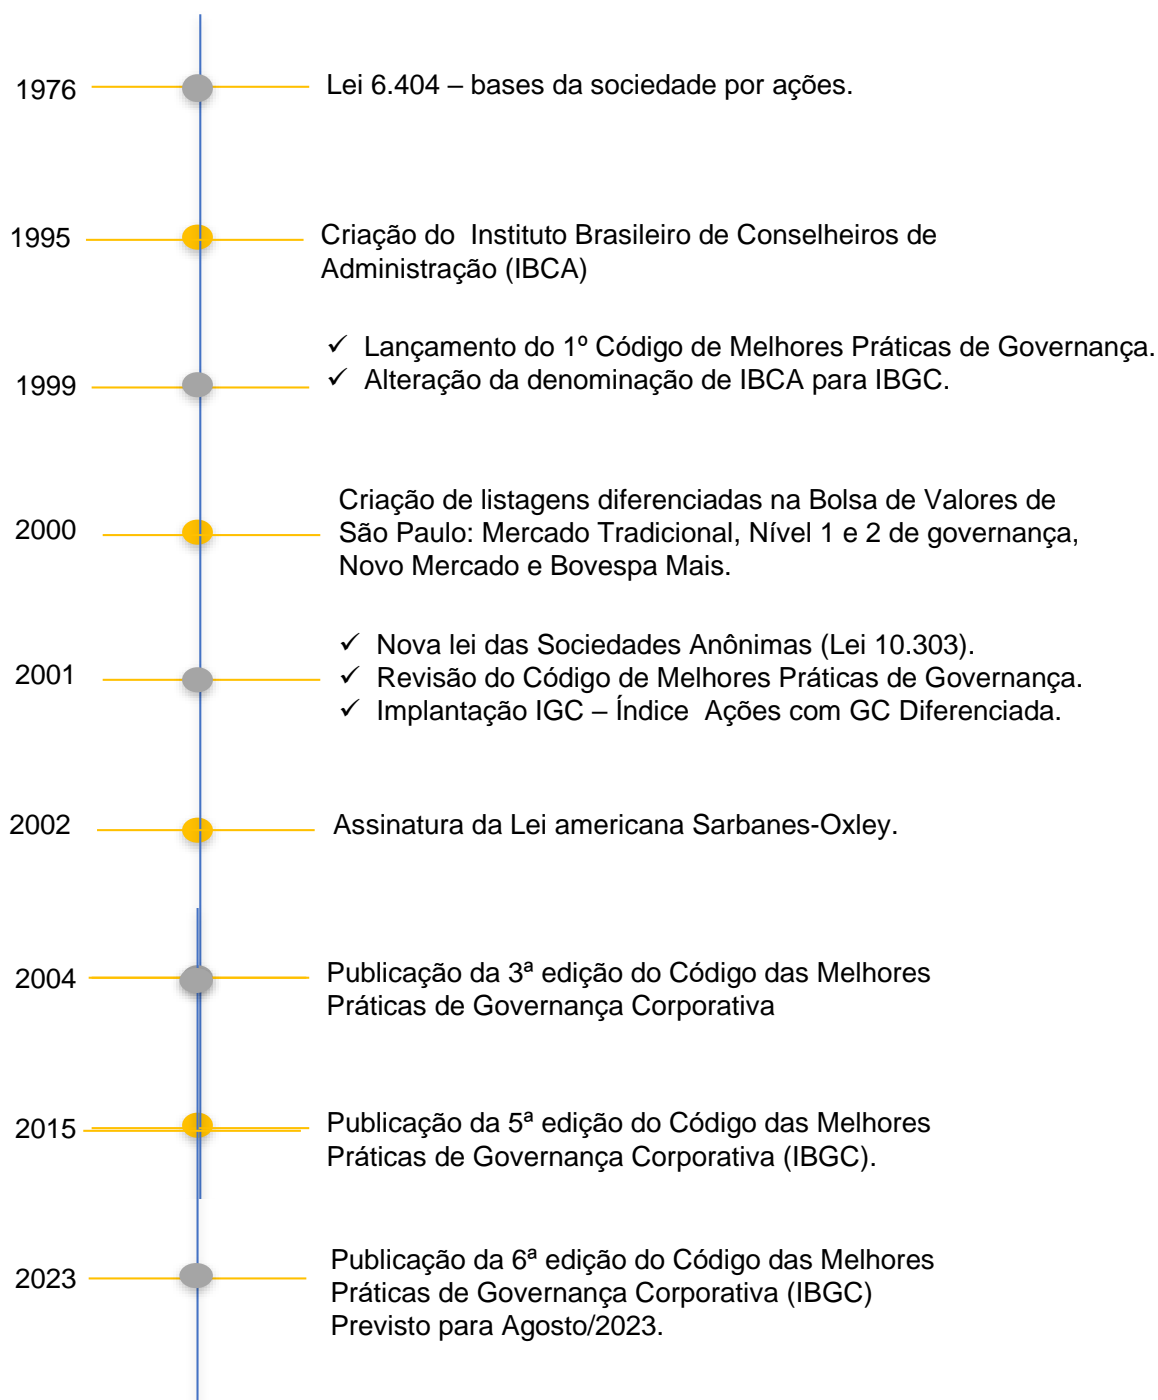 1976
Lei 6.404 – bases da sociedade por ações.
1995
Criação do Instituto Brasileiro de Conselheiros de
Administração (IBCA)
1999
✓ Lançamento do 1º Código de Melhores Práticas de Governança.
✓ Alteração da denominação de IBCA para IBGC.
2000
Criação de listagens diferenciadas na Bolsa de Valores de
São Paulo: Mercado Tradicional, Nível 1 e 2 de governança,
Novo Mercado e Bovespa Mais.
2001
✓ Nova lei das Sociedades Anônimas (Lei 10.303).
✓ Revisão do Código de Melhores Práticas de Governança.
✓ Implantação IGC – Índice Ações com GC Diferenciada.
2002
Assinatura da Lei americana Sarbanes-Oxley.
2004
Publicação da 3ª edição do Código das Melhores
Práticas de Governança Corporativa
2015
Publicação da 5ª edição do Código das Melhores
Práticas de Governança Corporativa (IBGC).
2023
Publicação da 6ª edição do Código das Melhores
Práticas de Governança Corporativa (IBGC)
Previsto para Agosto/2023.